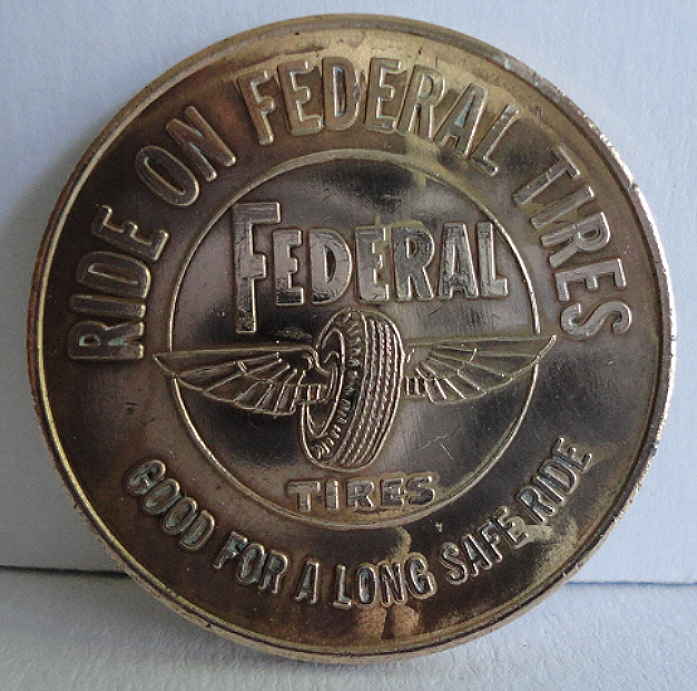 RIDE ON FEDERAL TIRES
FEDERAL
TIRES
GOOD FOR A LONG SAFE RIDE